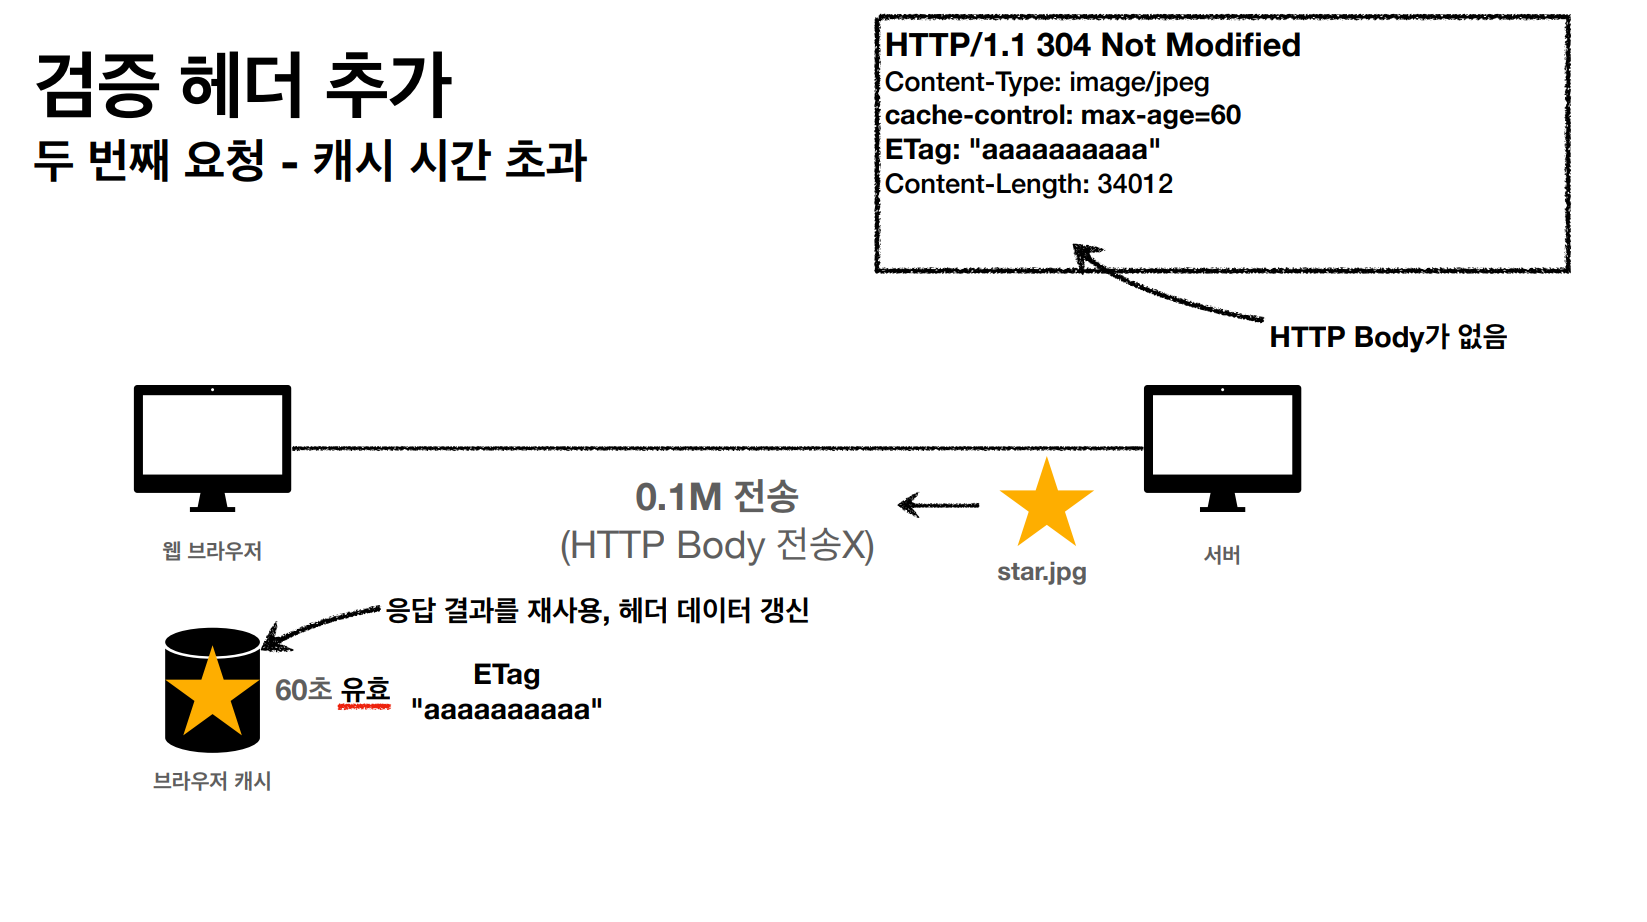 검증 헤더 추가
두 번째 요청 - 캐시 시간 초과
HTTP/1.1 304 Not Modified
Content-Type: image/jpeg
cache-control: max-age=60
ETag: "aaaaaaaaaa"
Content-Length: 34012
HTTP Body가 없음
0.1M 전송
(HTTP Body 전송X)
웹 브라우저
star.jpg
서버
응답 결과를 재사용, 헤더 데이터 갱신
60초 유효
ETag
"aaaaaaaaaa"
브라우저 캐시